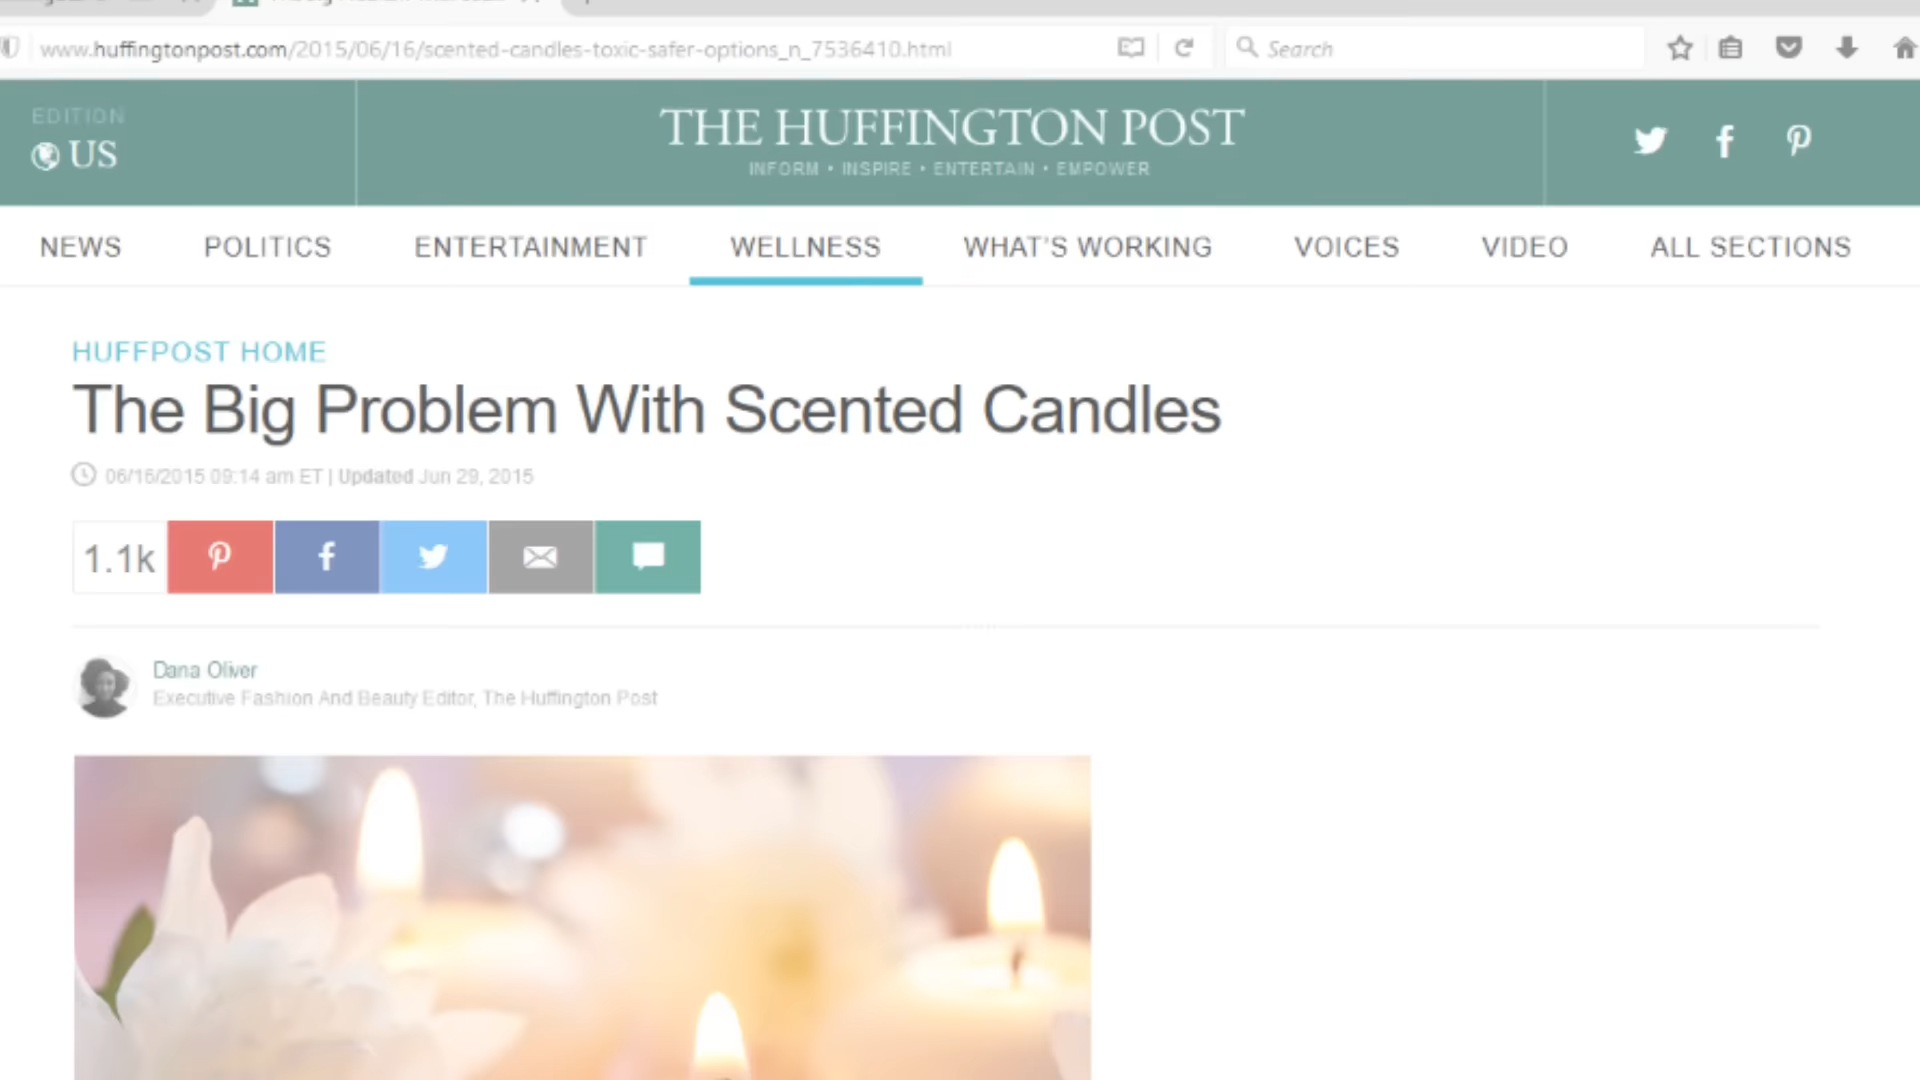 www.huffingtonpost.com/2015/06/16/scented-candles-toxic-safer-options_n_7536410.html
Search
EDITION
US
THE HUFFINGTON POST
INFORM • INSPIRE • ENTERTAIN • EMPOWER
NEWS POLITICS ENTERTAINMENT WELLNESS WHAT'S WORKING VOICES VIDEO ALL SECTIONS
HUFFPOST HOME
The Big Problem With Scented Candles
06/16/2015 09:14 am ET | Updated Jun 29, 2015
1.1k
Dana Oliver
Executive Fashion And Beauty Editor, The Huffington Post